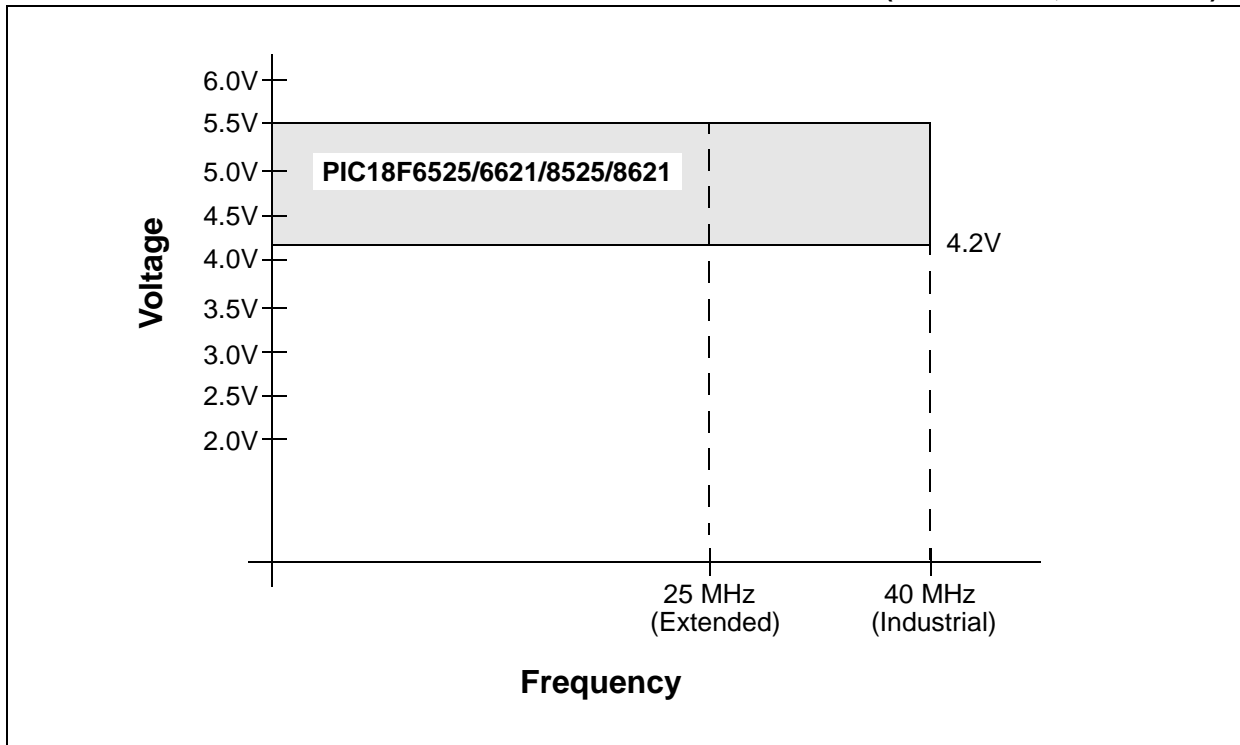 6.0V
5.5V
5.0V
PIC18F6525/6621/8525/8621
4.5V
4.2V
4.0V
3.5V
3.0V
2.5V
2.0V
Voltage
25 MHz
(Extended)
40 MHz
(Industrial)
Frequency